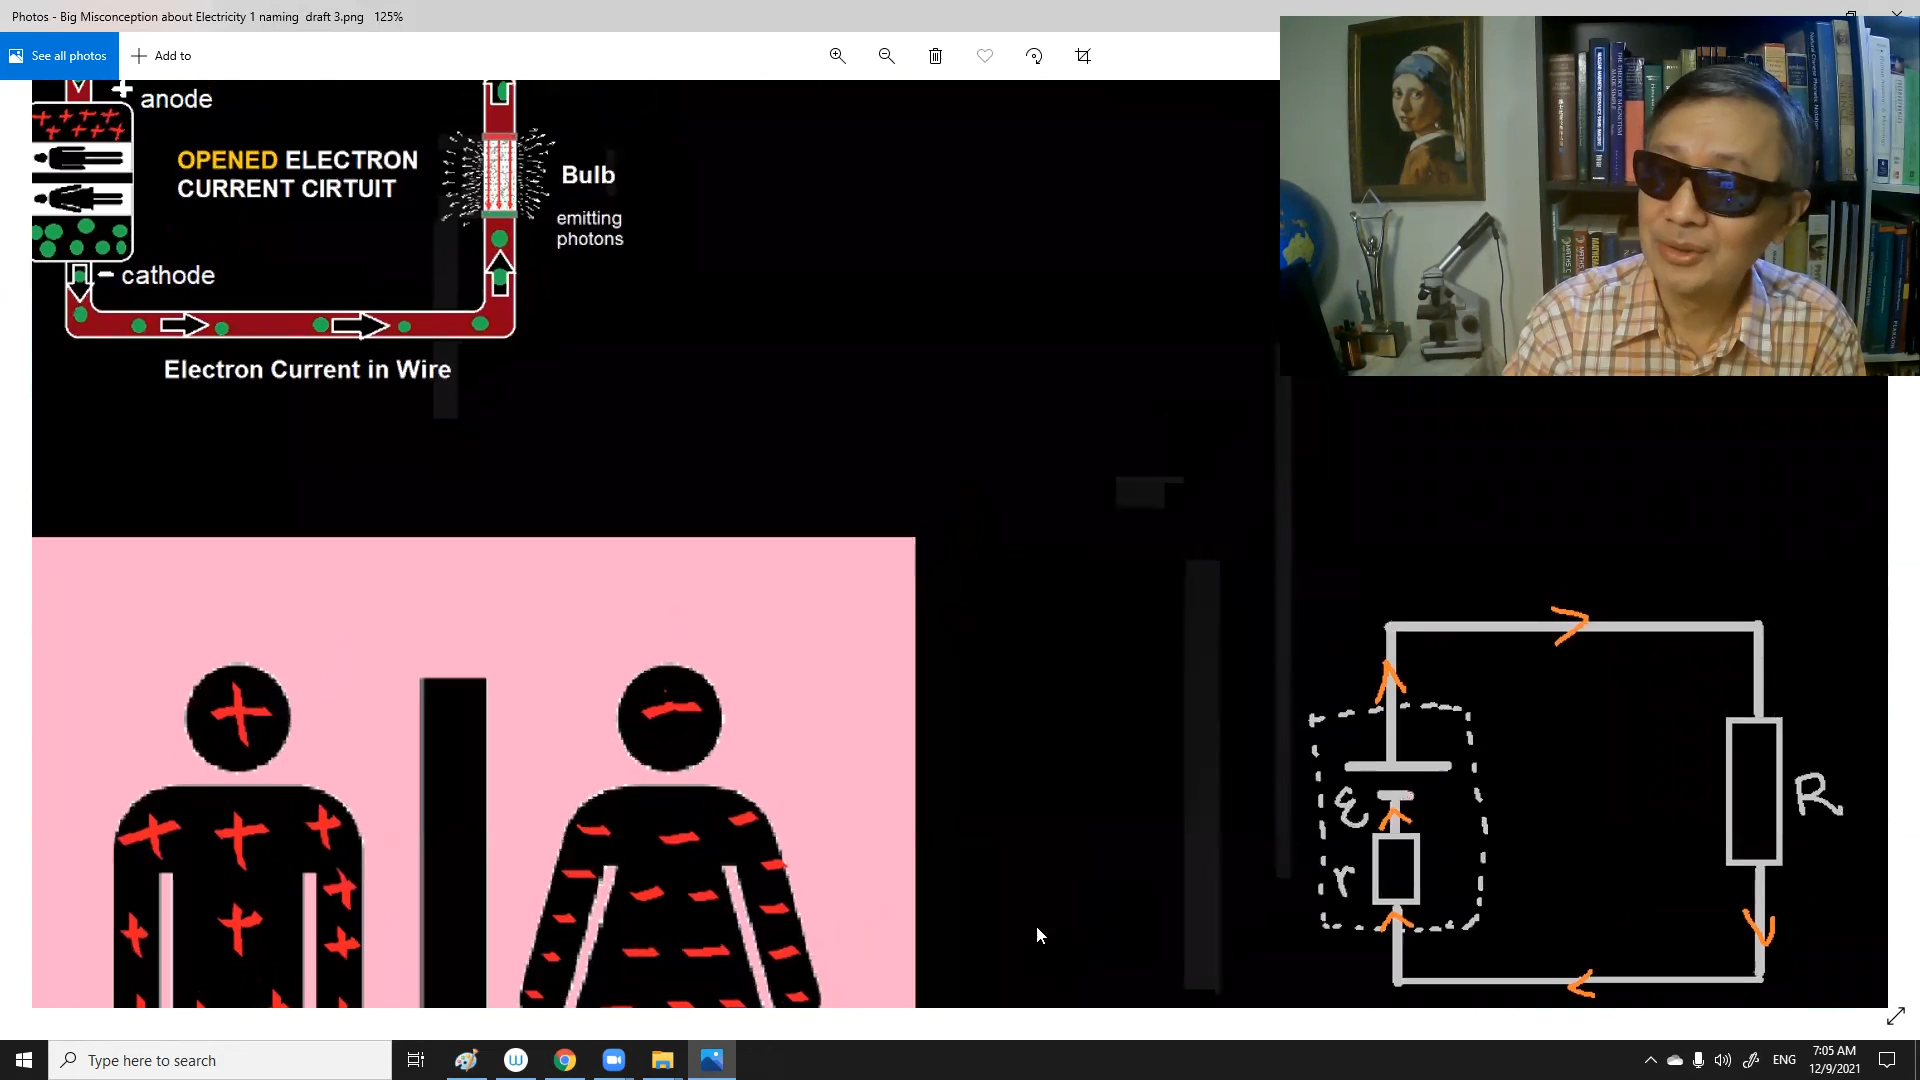 Photos - Big Misconception about Electricity 1 naming draft 3.png 125%
See all photos
Add to
+ anode
OPENED ELECTRON
CURRENT CIRTUIT
Bulb
emitting
photons
- cathode
Electron Current in Wire
ε
r
R
Type here to search
ENG
7:05 AM
12/9/2021